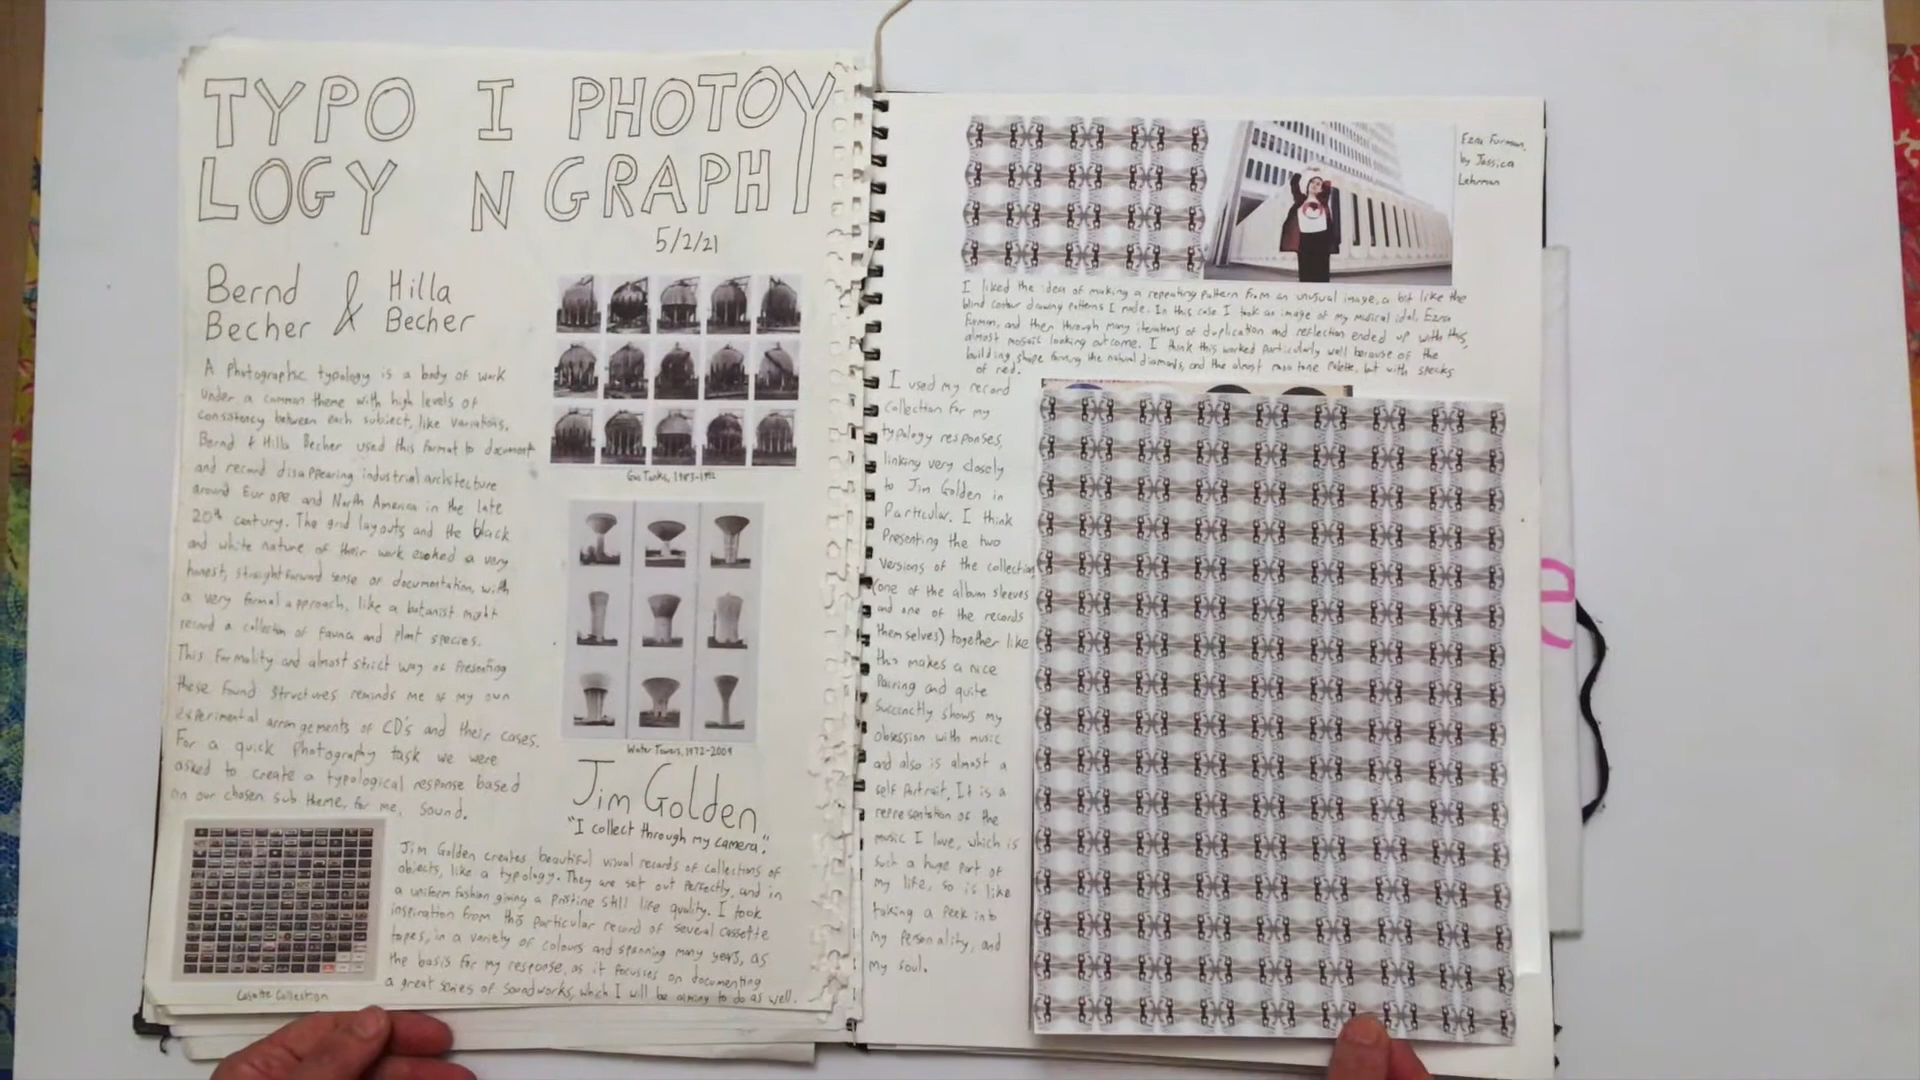 TYPO I PHOTOY
LOGY N GRAPHY
5/2/21
Bernd & Hilla
Becher Becher
A photographic typology is a body of work
under a common theme with high levels of
consistency between each subject, like variations.
Bernd & Hilla Becher used this format to document
and record disappearing industrial architecture
around Europe and North America in the late
20th century. The grid layouts and the black
and white nature of their work evoked a very
honest, straightforward sense of documentation, with
a very formal approach, like a botanist might
record a collection of fauna and plant species.
This formality and almost strict way of presenting
these found structures reminds me of my own
experimental arrangements of CD's and their cases.
For a quick photography task we were
asked to create a typological response based
on our chosen sub theme, for me, sound.
Gas Tanks, 1983-1992
Water Towers, 1972-2009
Jim Golden
"I collect through my camera."
Jim Golden creates beautiful visual records of collections of
objects, like a typology. They are set out perfectly, and in
a uniform fashion giving a pristine still life quality. I took
inspiration from this particular record of several cassette
tapes, in a variety of colours and spanning many years, as
the basis for my response, as it focusses on documenting
a great series of soundworks, which I will be aiming to do as well.
Casette Collection
Ezra Furman,
by Jessica
Lehrman
I liked the idea of making a repeating pattern from an unusual image, a bit like the
blind contour drawing patterns I made. In this case I took an image of my musical idol, Ezra
Furman, and then through many iterations of duplication and reflection ended up with this,
almost mosaic looking outcome. I think this worked particularly well because of the
building shape forming the natural diamonds, and the almost monotone palette, but with specks
of red.
I used my record
collection for my
typology responses,
linking very closely
to Jim Golden in
particular. I think
presenting the two
versions of the collection
(one of the album sleeves
and one of the records
themselves) together like
this makes a nice
pairing and quite
succinctly shows my
obsession with music
and also is almost a
self portrait. It is a
representation of the
music I love, which is
such a huge part of
my life, so is like
taking a peek into
my personality, and
my soul.